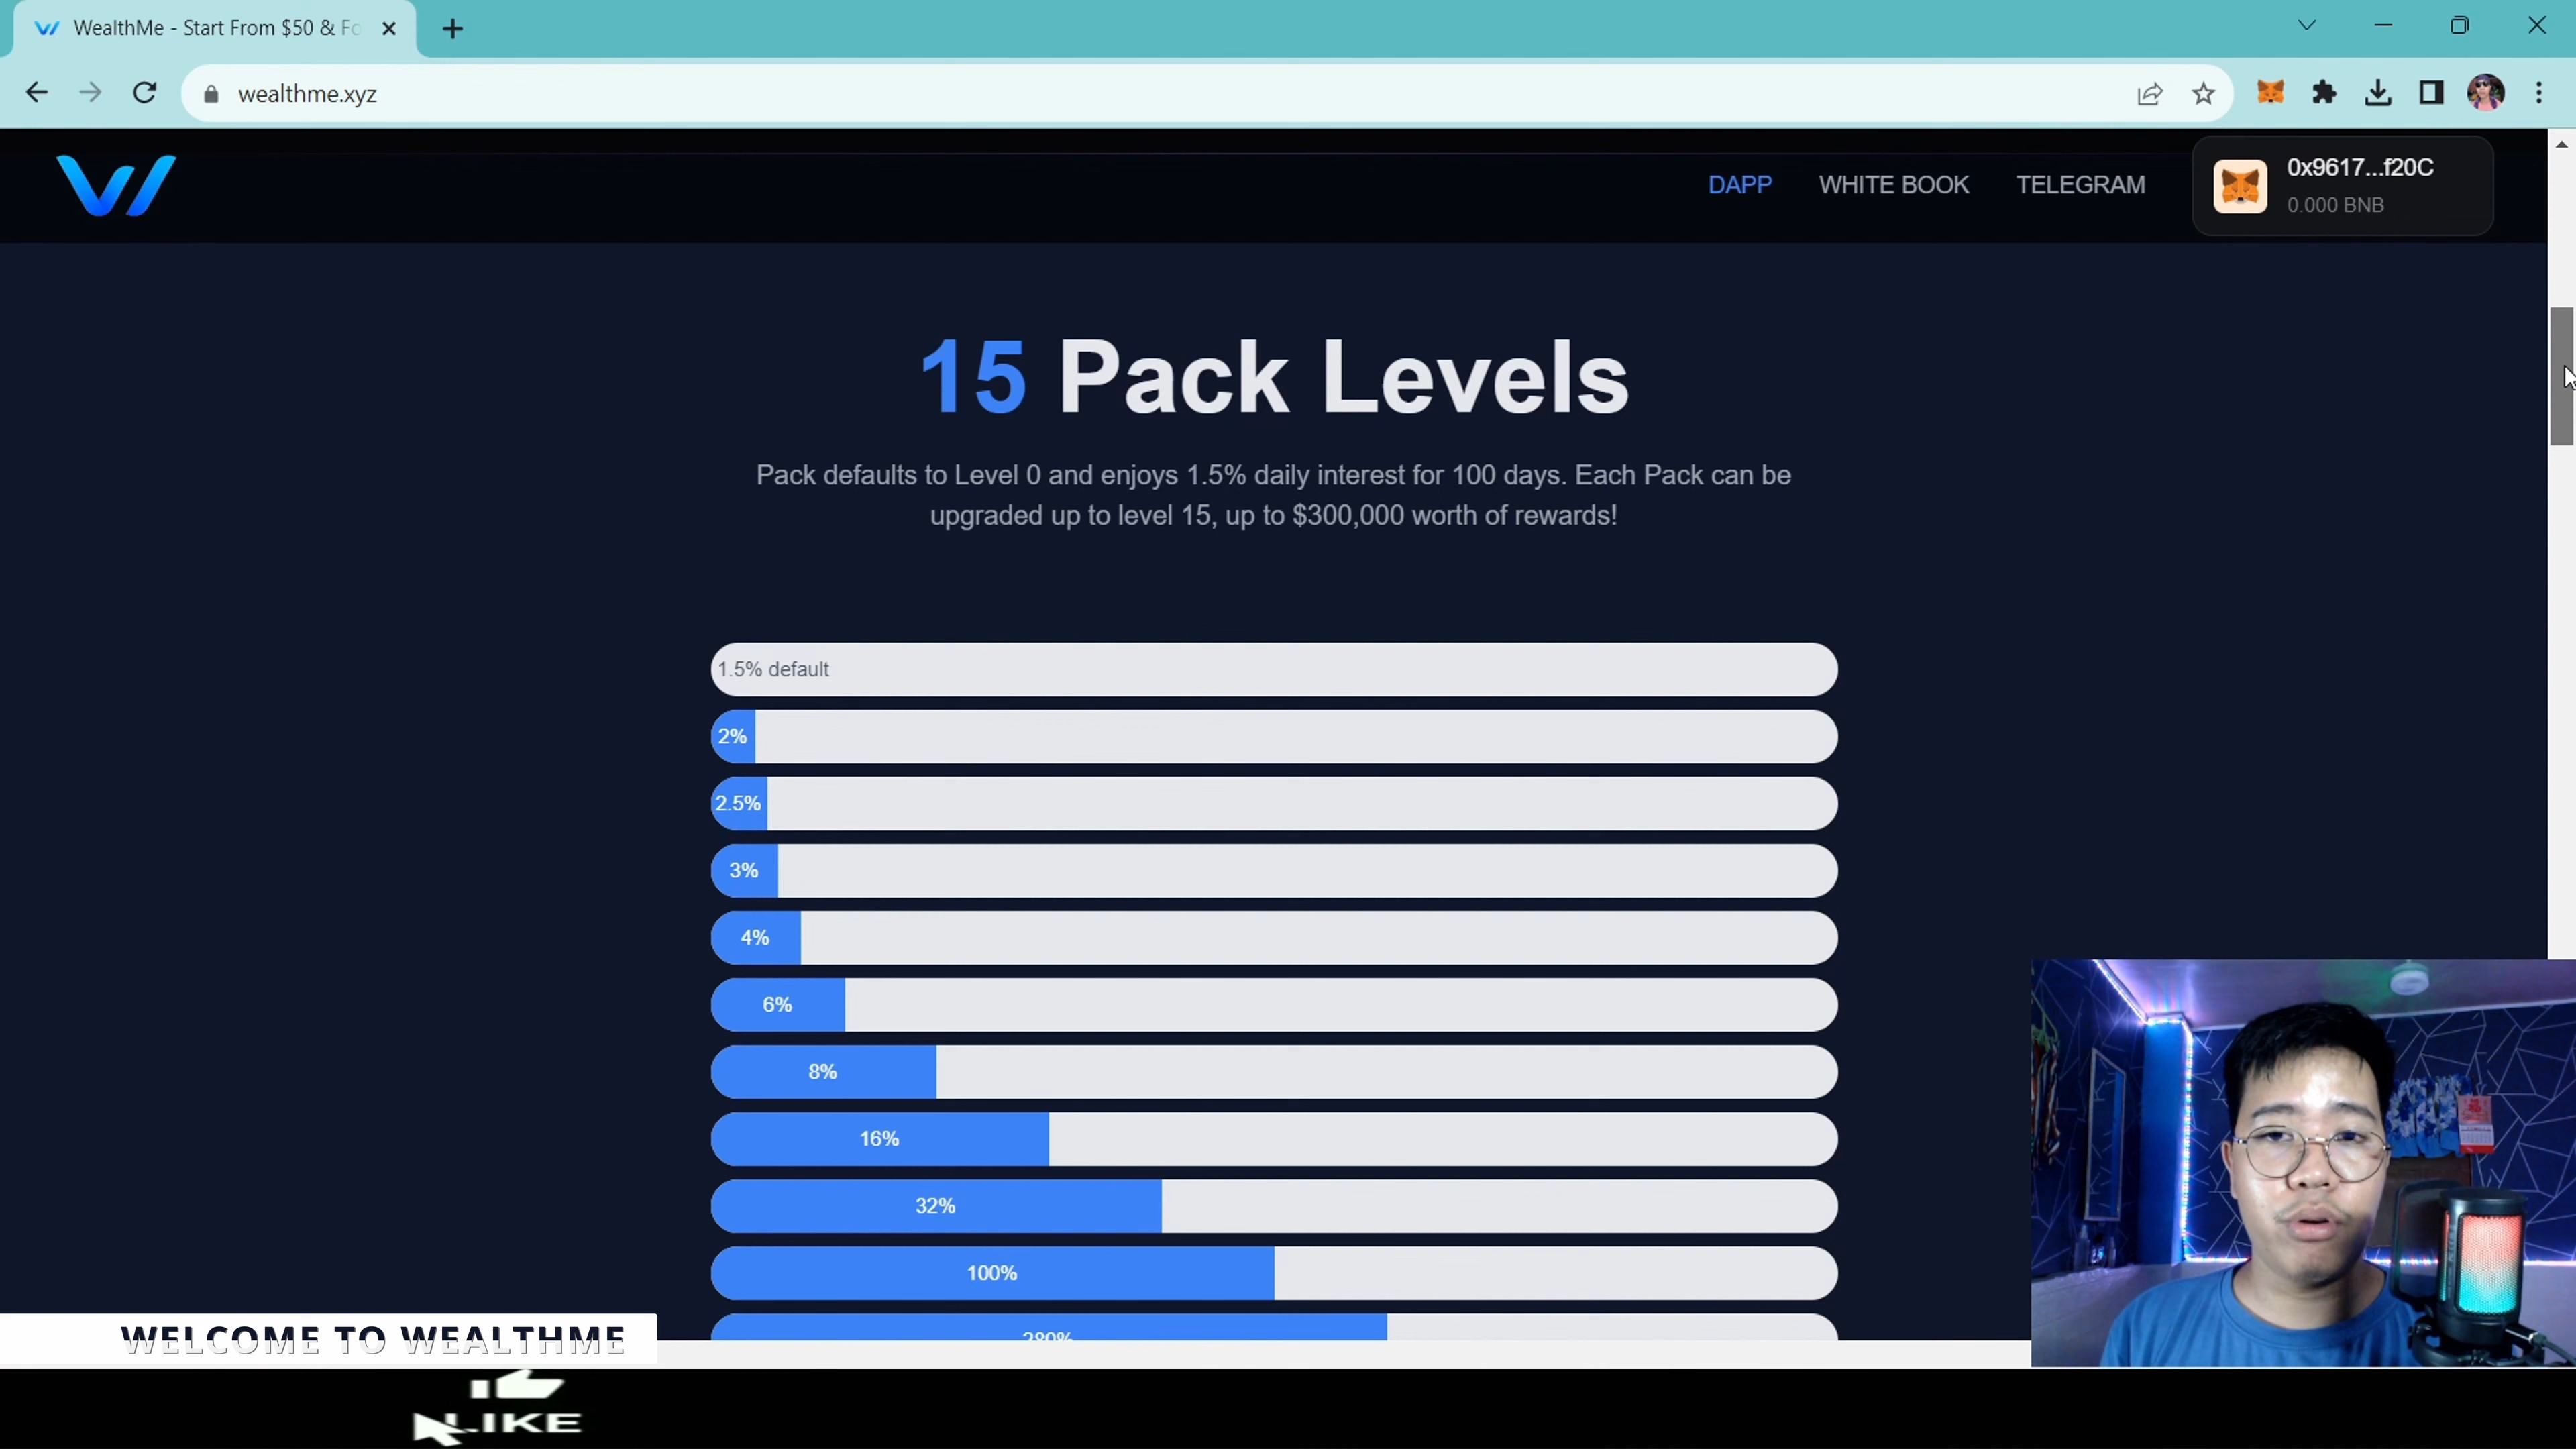 WealthMe - Start From $50 & Fo
wealthme.xyz
DAPP
WHITE BOOK
TELEGRAM
0x9617...f20C
0.000 BNB
15 Pack Levels
Pack defaults to Level 0 and enjoys 1.5% daily interest for 100 days. Each Pack can be
upgraded up to level 15, up to $300,000 worth of rewards!
1.5% default
2%
2.5%
3%
4%
6%
8%
16%
32%
100%
280%
WELCOME TO WEALTHME
LIKE